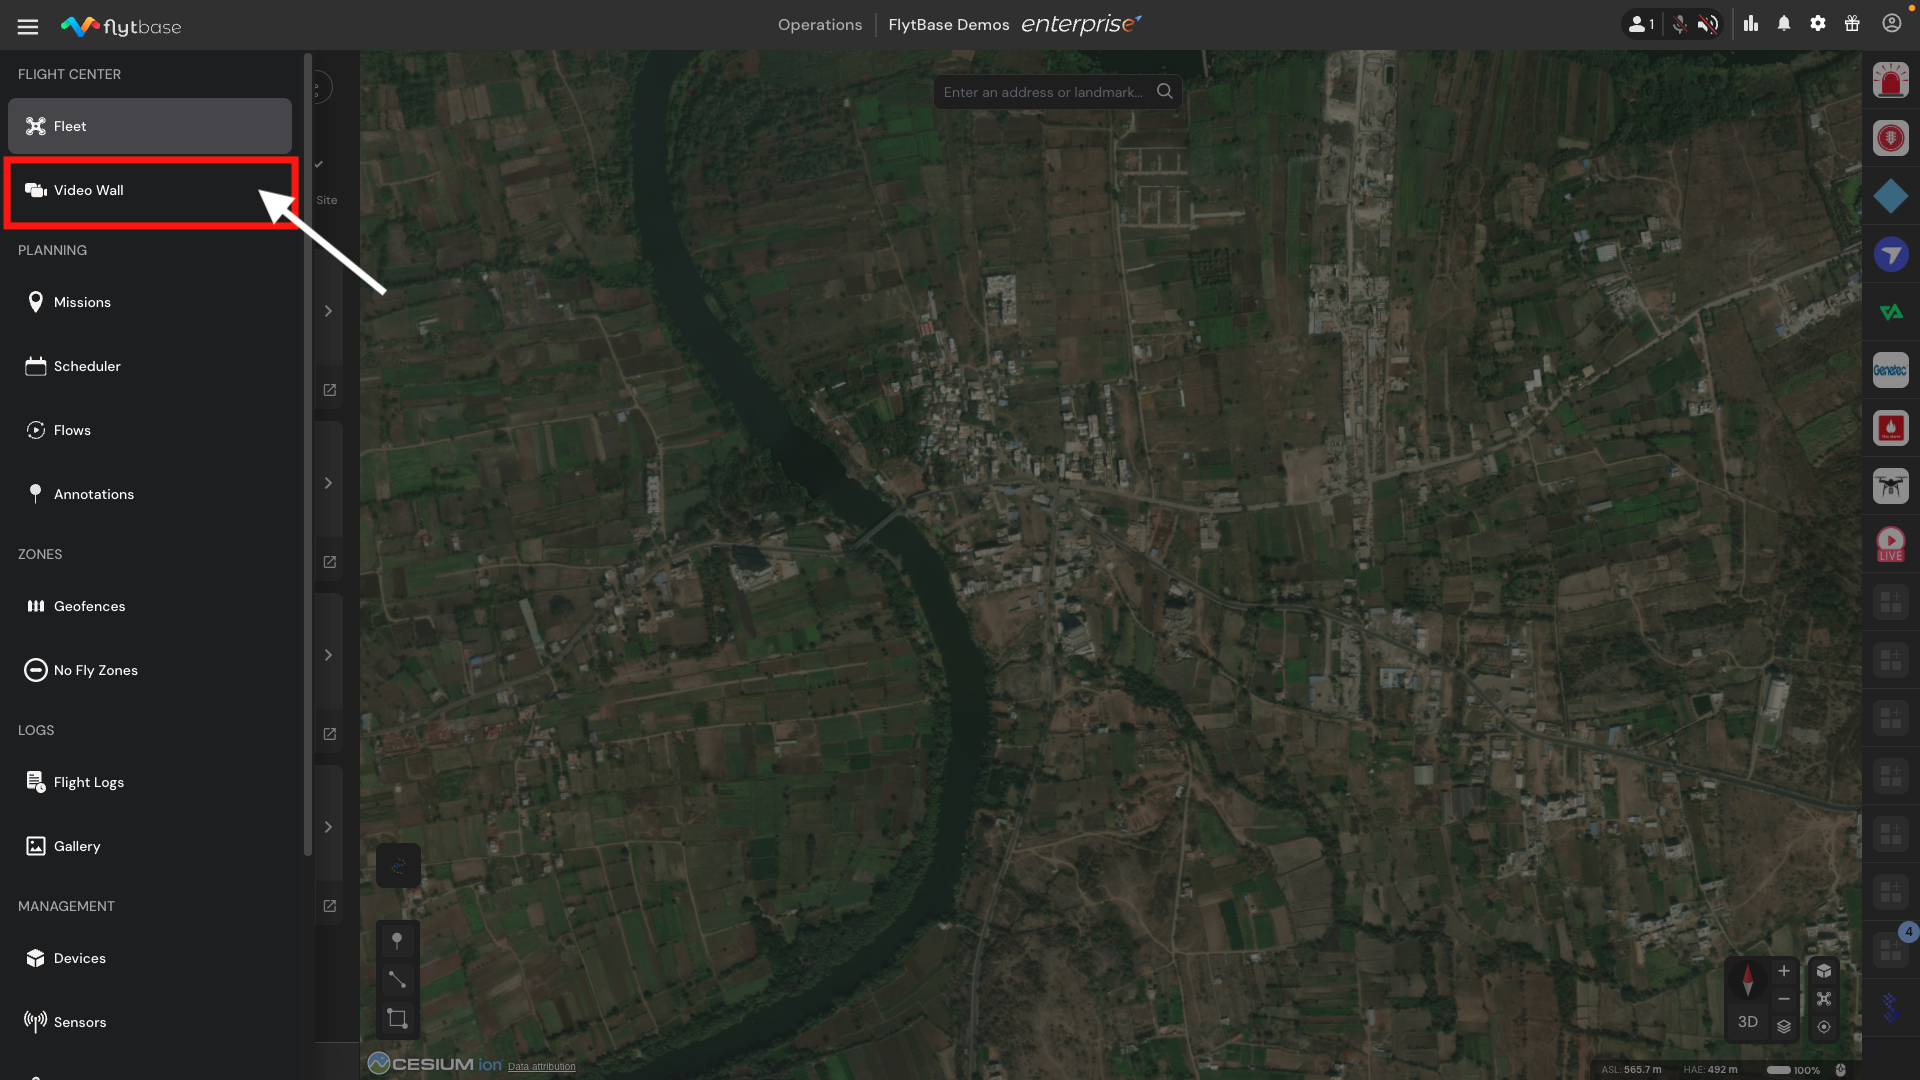 flytbase
Operations
FlytBase Demos enterprise
1
FLIGHT CENTER
Fleet
Video Wall
Site
PLANNING
Missions
Scheduler
Flows
Annotations
ZONES
Geofences
No Fly Zones
LOGS
Flight Logs
Gallery
MANAGEMENT
Devices
Sensors
Enter an address or landmark...
Genetec
LIVE
4
3D
CESIUM ion Data attribution
ASL: 565.7 m HAE: 492 m 100%